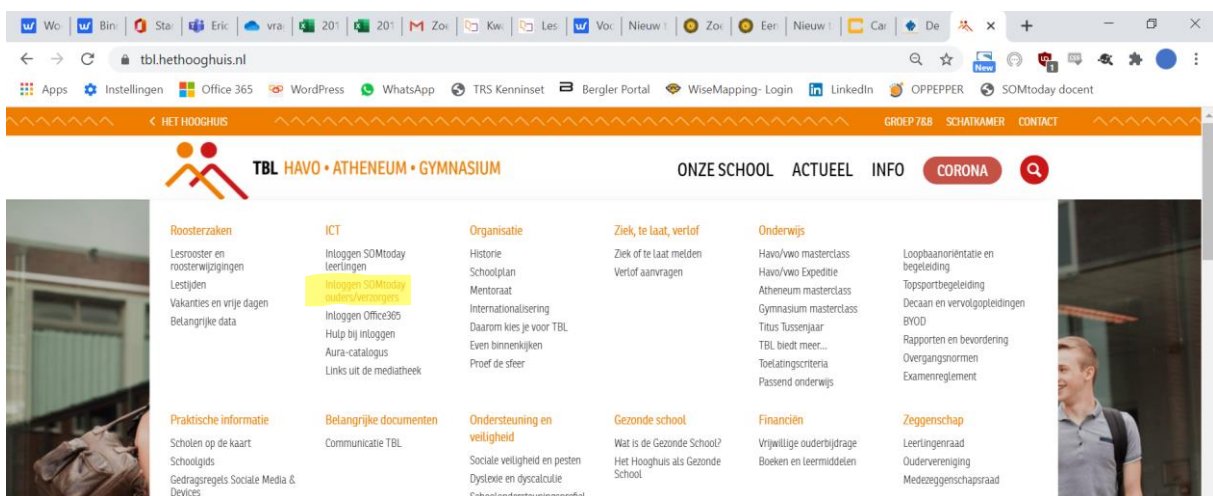 Wo Bin Sta Eric vra 201 201 Zo Kw Les Voc Nieuw t Zoe Een Nieuw t Car De
tbl.hethooghuis.nl
New
1
Apps Instellingen Office 365 WordPress WhatsApp TRS Kenninset Bergler Portal WiseMapping- Login LinkedIn OPPEPPER SOMtoday docent
< HET HOOGHUIS GROEP 7&8 SCHATKAMER CONTACT
TBL HAVO • ATHENEUM • GYMNASIUM ONZE SCHOOL ACTUEEL INFO CORONA
Roosterzaken
Lesrooster en
roosterwijzigingen
Lestijden
Vakanties en vrije dagen
Belangrijke data
ICT
Inloggen SOMtoday
leerlingen
Inloggen SOMtoday
ouders/verzorgers
Inloggen Office365
Hulp bij inloggen
Aura-catalogus
Links uit de mediatheek
Organisatie
Historie
Schoolplan
Mentoraat
Internationalisering
Daarom kies je voor TBL
Even binnenkijken
Proef de sfeer
Ziek, te laat, verlof
Ziek of te laat melden
Verlof aanvragen
Onderwijs
Havo/vwo masterclass
Havo/vwo Expeditie
Atheneum masterclass
Gymnasium masterclass
Titus Tussenjaar
TBL biedt meer...
Toelatingscriteria
Passend onderwijs
Loopbaanoriëntatie en
begeleiding
Topsportbegeleiding
Decaan en vervolgopleidingen
BYOD
Rapporten en bevordering
Overgangsnormen
Examenreglement
Praktische informatie
Scholen op de kaart
Schoolgids
Gedragsregels Sociale Media &
Devices
Belangrijke documenten
Communicatie TBL
Ondersteuning en
veiligheid
Sociale veiligheid en pesten
Dyslexie en dyscalculie
Schoolondersteuningsprofiel
Gezonde school
Wat is de Gezonde School?
Het Hooghuis als Gezonde
School
Financiën
Vrijwillige ouderbijdrage
Boeken en leermiddelen
Zeggenschap
Leerlingenraad
Oudervereniging
Medezeggenschapsraad